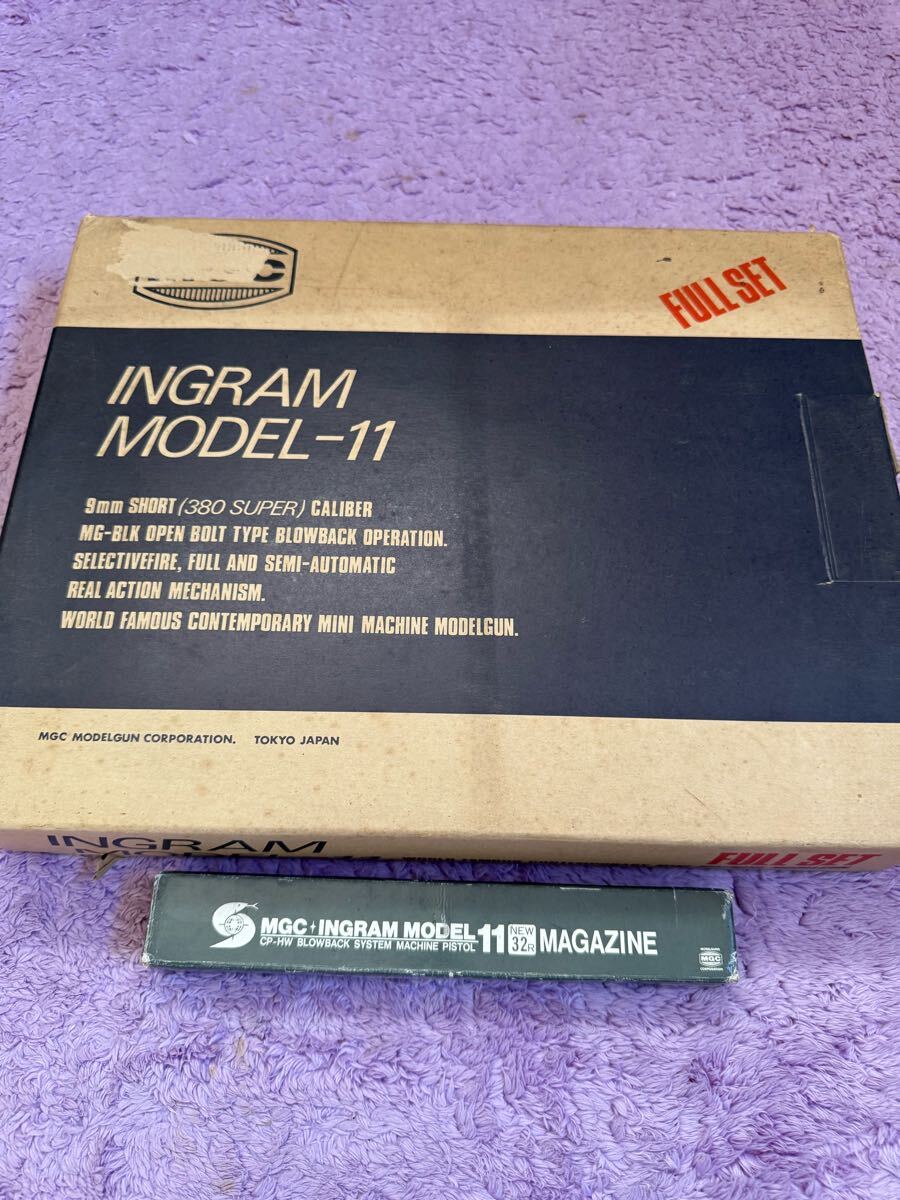 FULL SET
INGRAM
MODEL-11
9mm SHORT (380 SUPER) CALIBER
MG-BLK OPEN BOLT TYPE BLOWBACK OPERATION.
SELECTIVEFIRE, FULL AND SEMI-AUTOMATIC
REAL ACTION MECHANISM.
WORLD FAMOUS CONTEMPORARY MINI MACHINE MODELGUN.
MGC MODELGUN CORPORATION. TOKYO JAPAN
INGRAM
FULL SET
MGC INGRAM MODEL 11 NEW 32R MAGAZINE
CP-HW BLOWBACK SYSTEM MACHINE PISTOL
MGC
CORPORATION